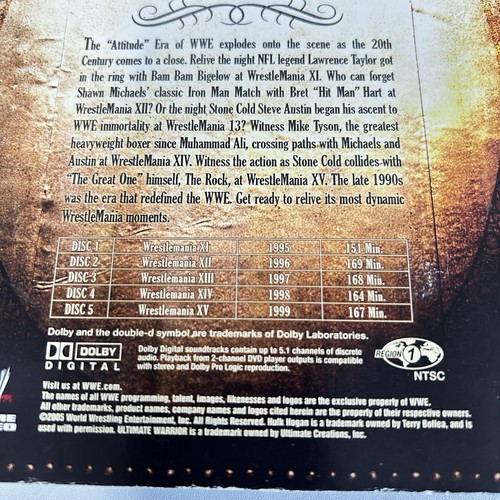 The "Attitude" Era of WWE explodes onto the scene as the 20th
Century comes to a close. Relive the night NFL legend Lawrence Taylor got
in the ring with Bam Bam Bigelow at WrestleMania XI. Who can forget
Shawn Michaels' classic Iron Man Match with Bret "Hit Man" Hart at
WrestleMania XII? Or the night Stone Cold Steve Austin began his ascent to
WWE immortality at WrestleMania 13? Witness Mike Tyson, the greatest
heavyweight boxer since Muhammad Ali, crossing paths with Michaels and
Austin at WrestleMania XIV. Witness the action as Stone Cold collides with
"The Great One" himself, The Rock, at WrestleMania XV. The late 1990s
was the era that redefined the WWE. Get ready to relive its most dynamic
WrestleMania moments.
DISC 1 Wrestlemania XI 1995 151 Min.
DISC 2 Wrestlemania XII 1996 169 Min.
DISC 3 Wrestlemania XIII 1997 168 Min.
DISC 4 Wrestlemania XIV 1998 164 Min.
DISC 5 Wrestlemania XV 1999 167 Min.
Dolby and the double-d symbol are trademarks of Dolby Laboratories.
DOLBY
DIGITAL
Dolby Digital soundtracks contain up to 5.1 channels of discrete
audio. Playback from 2-channel DVD player outputs is compatible
with stereo and Dolby Pro Logic reproduction.
REGION 1
NTSC
Visit us at WWE.com.
The names of all WWE programming, talent, images, likenesses and logos are the exclusive property of WWE.
All other trademarks, product names, company names and logos cited herein are the property of their respective owners.
©2005 World Wrestling Entertainment, Inc. All Rights Reserved. Hulk Hogan is a trademark owned by Terry Bollea, and is
used with permission. ULTIMATE WARRIOR is a trademark owned by Ultimate Creations, Inc.